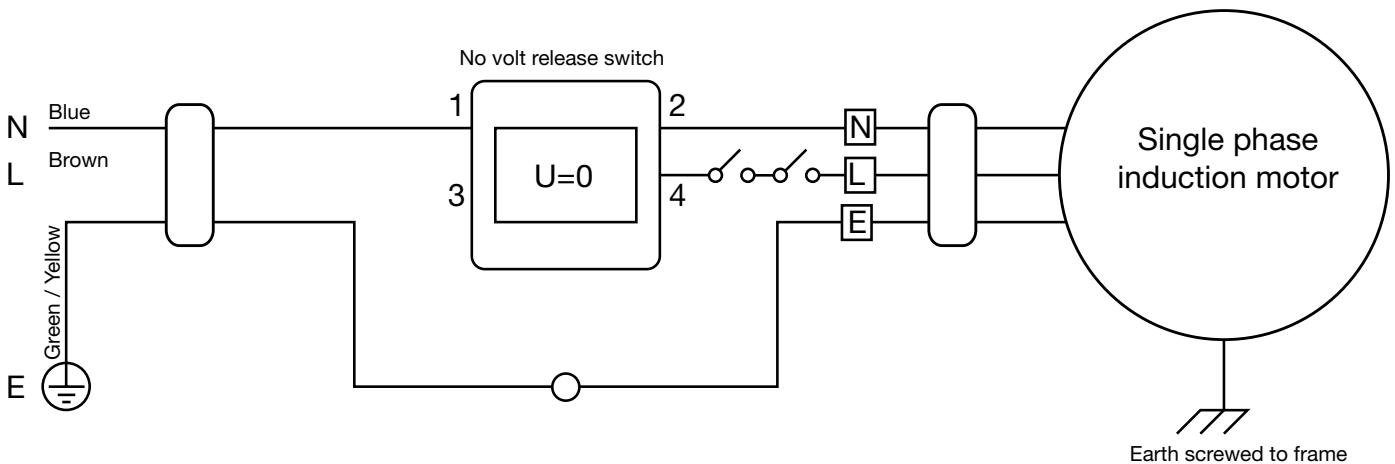 No volt release switch
N
Blue
1
2
N
L
Brown
U=0
3
4
L
Single phase
induction motor
E
Green / Yellow
E
Earth screwed to frame